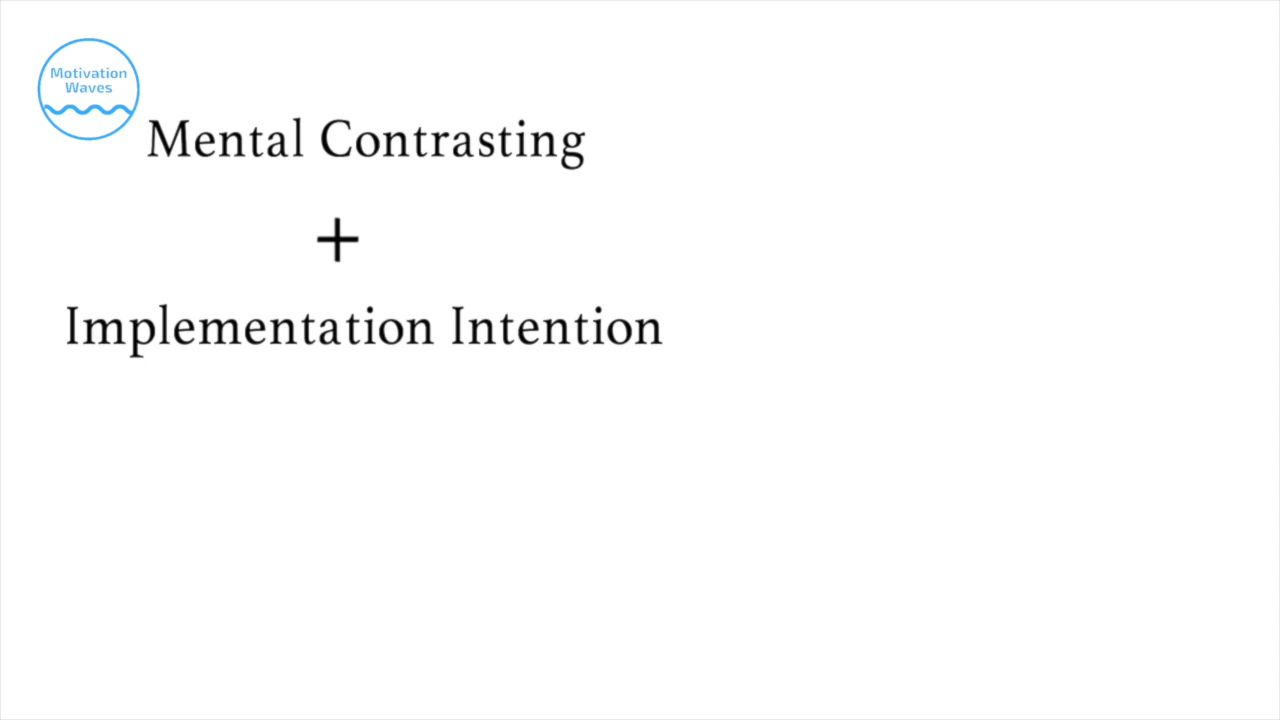 Motivation
Waves
Mental Contrasting
+
Implementation Intention